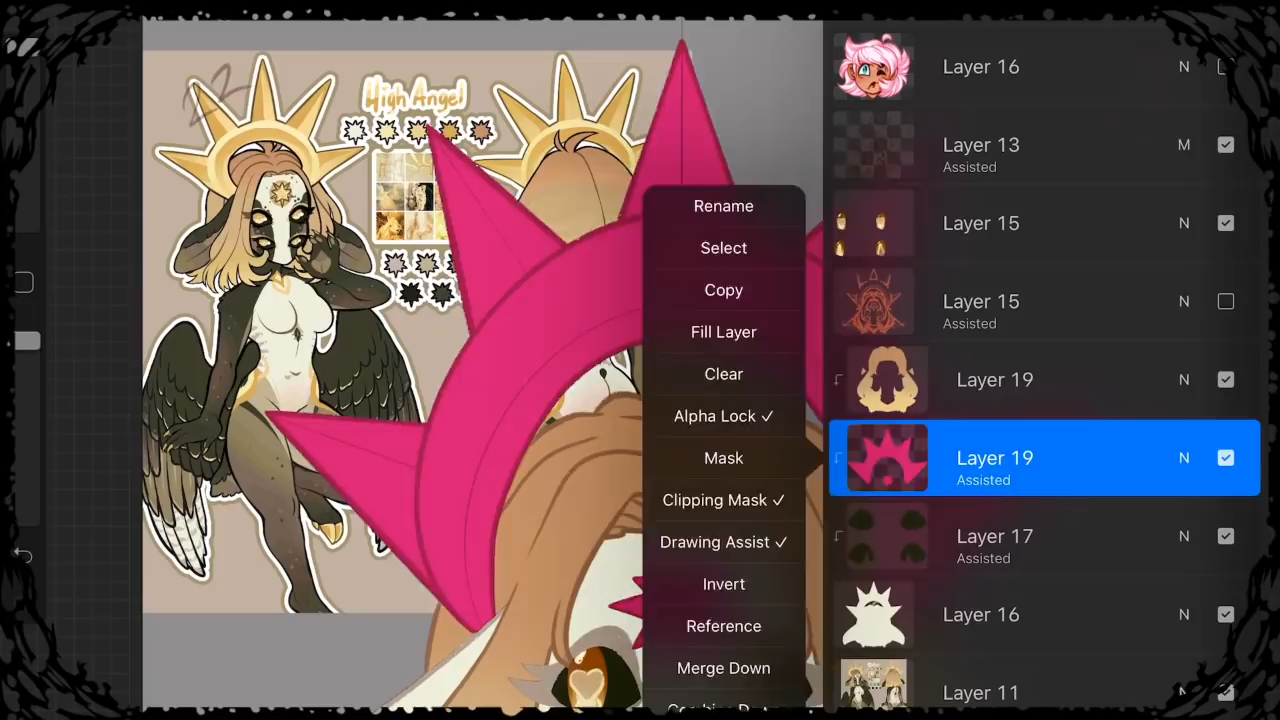 High Angel
Rename
Select
Copy
Fill Layer
Clear
Alpha Lock ✓
Mask
Clipping Mask ✓
Drawing Assist ✓
Invert
Reference
Merge Down
Layer 16 N
Layer 13 M
Assisted
Layer 15 N
Layer 15 N
Assisted
Layer 19 N
Layer 19 N
Assisted
Layer 17 N
Assisted
Layer 16 N
Layer 11 N